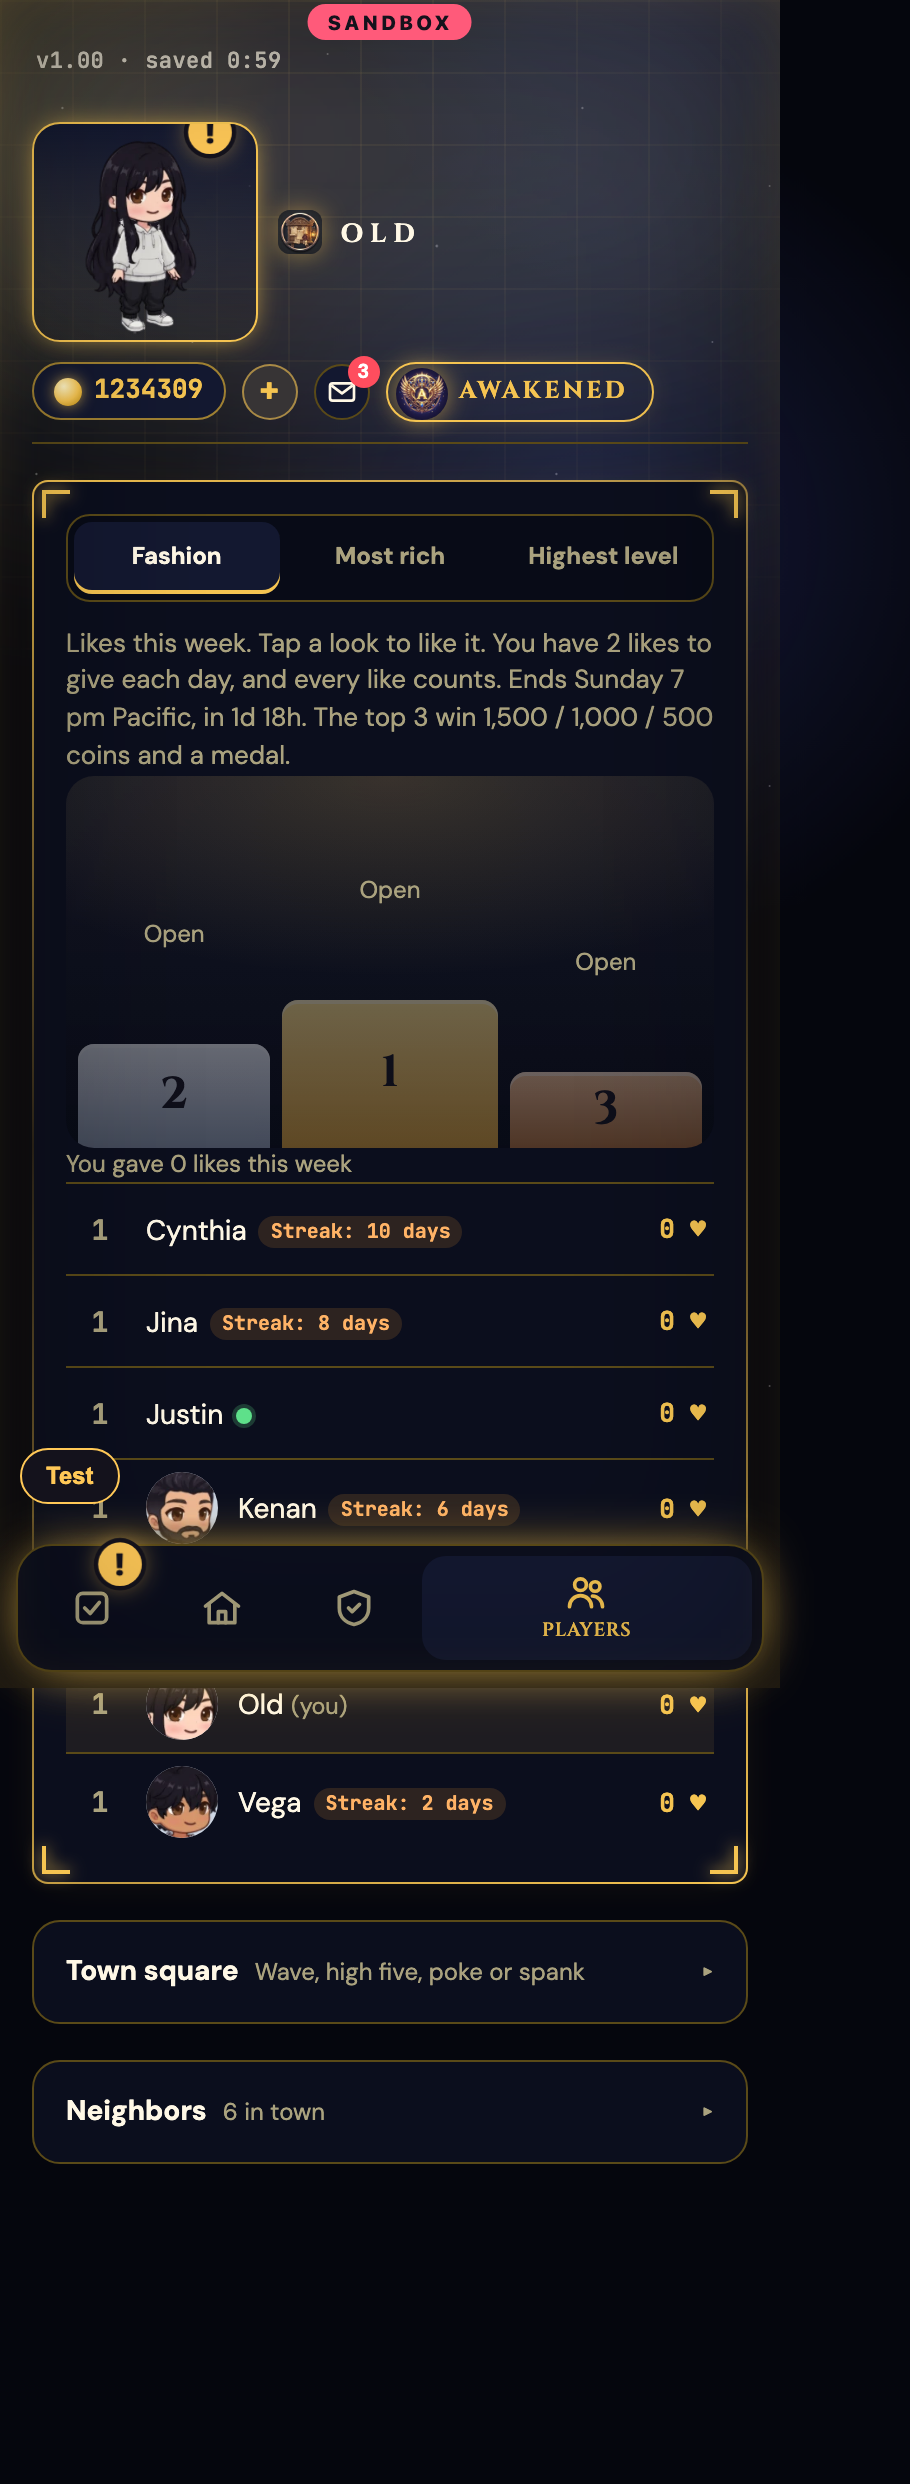 SANDBOX
v1.00 · saved 0:59
!
OLD
1234309
+
3
A
AWAKENED
Fashion
Most rich
Highest level
Likes this week. Tap a look to like it. You have 2 likes to
give each day, and every like counts. Ends Sunday 7
pm Pacific, in 1d 18h. The top 3 win 1,500 / 1,000 / 500
coins and a medal.
Open
Open
Open
2
1
3
You gave 0 likes this week
1 Cynthia Streak: 10 days 0 ♥
1 Jina Streak: 8 days 0 ♥
1 Justin 0 ♥
Test
1 Kenan Streak: 6 days 0 ♥
!
PLAYERS
1 Old (you) 0 ♥
1 Vega Streak: 2 days 0 ♥
Town square Wave, high five, poke or spank ▸
Neighbors 6 in town ▸